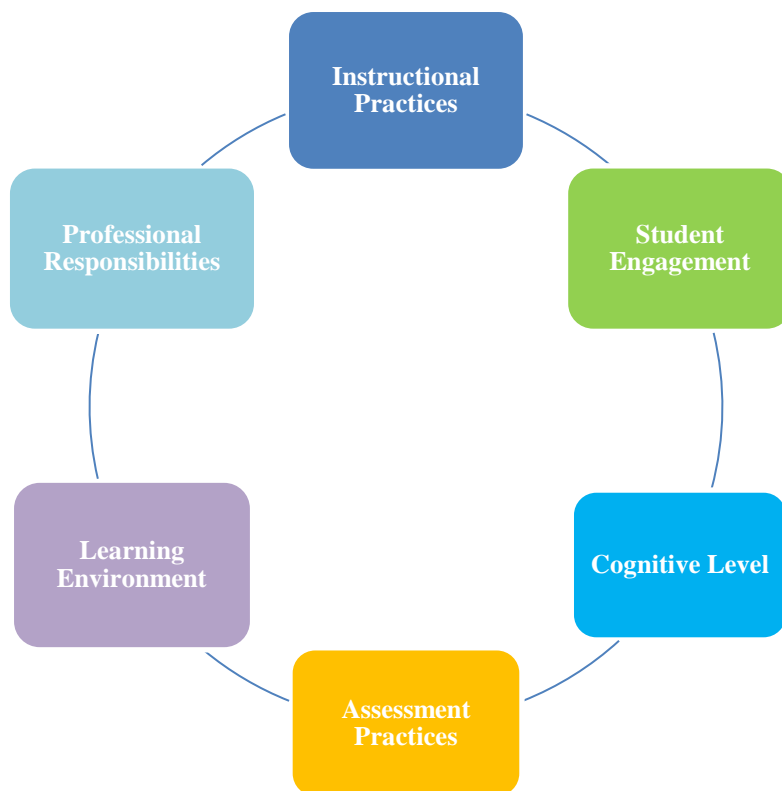 Instructional
Practices
Student
Engagement
Cognitive Level
Assessment
Practices
Learning
Environment
Professional
Responsibilities